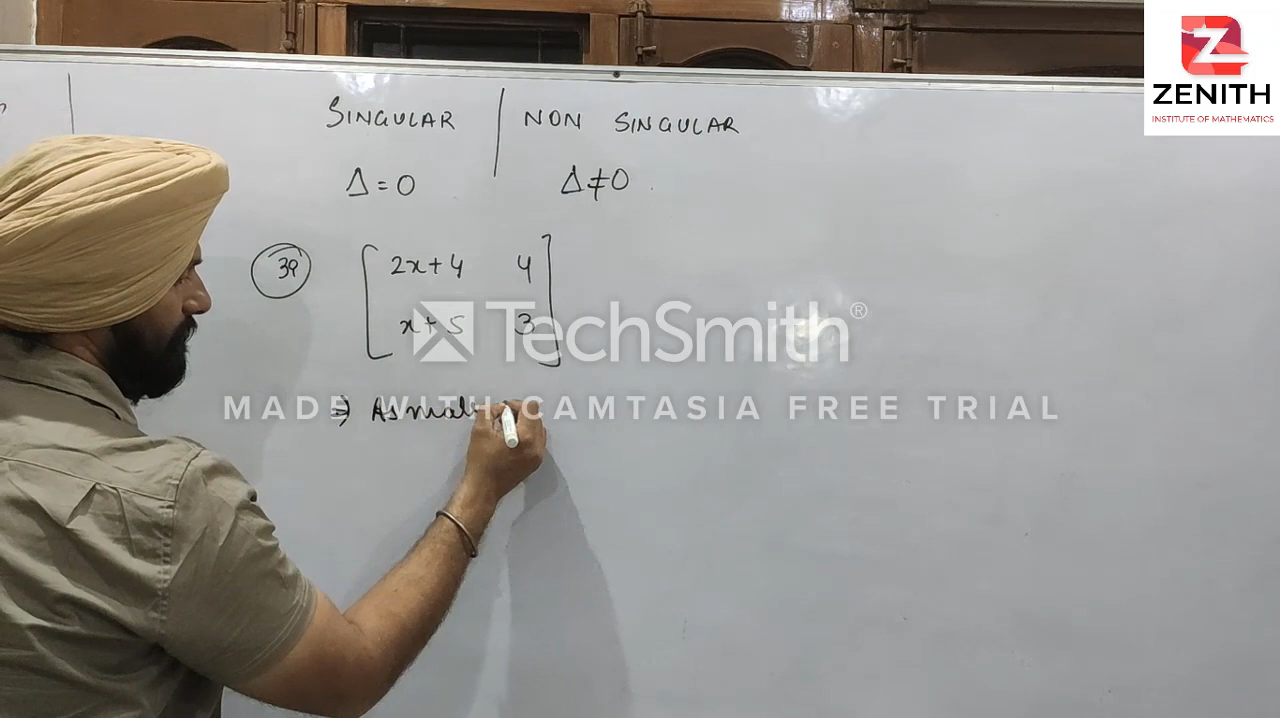 ZENITH
INSTITUTE OF MATHEMATICS
SINGULAR | NON SINGULAR
Δ = 0 Δ ≠ 0
39 [ 2x+4 4
x+5 3 ]
TechSmith®
MADE WITH CAMTASIA FREE TRIAL
⇒ As